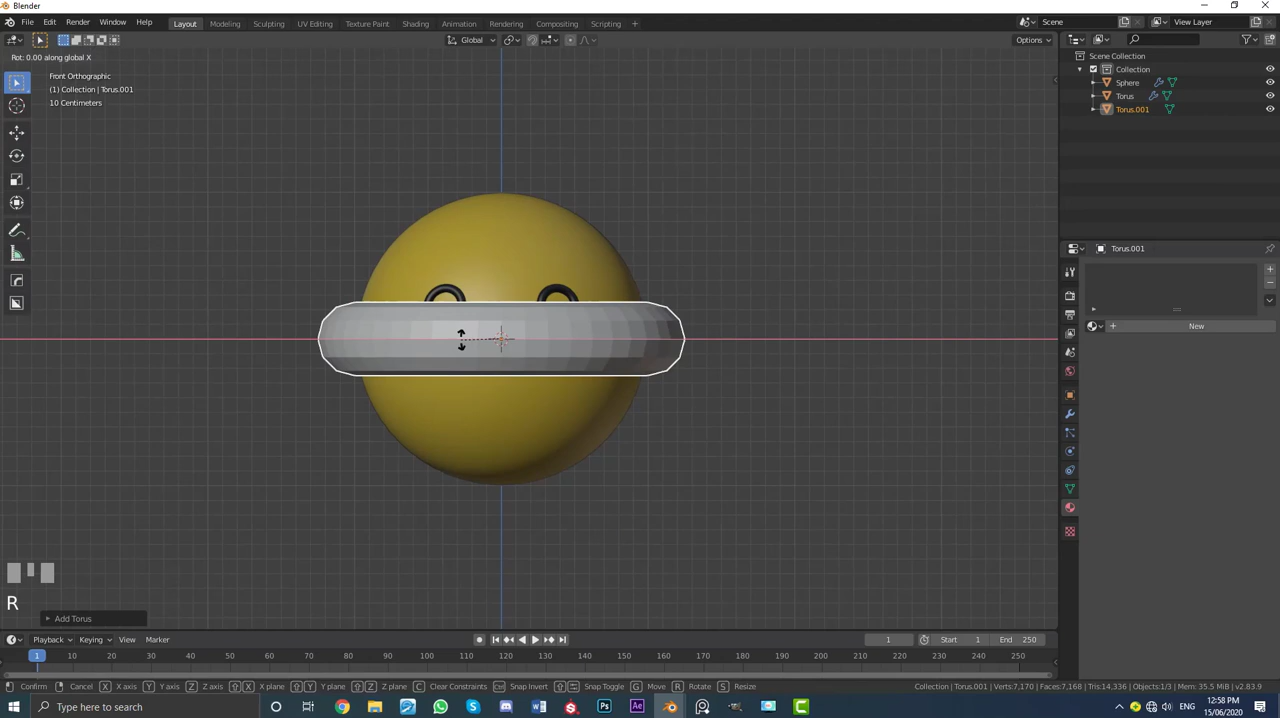 Blender
File Edit Render Window Help Layout Modeling Sculpting UV Editing Texture Paint Shading Animation Rendering Compositing Scripting + Scene View Layer
Global Options
Rot: 0.00 along global X
Front Orthographic
(1) Collection | Torus.001
10 Centimeters
Scene Collection
Collection
Sphere
Torus
Torus.001
Torus.001
New
R
Add Torus
Playback Keying View Marker 1 Start 1 End 250
1 10 20 30 40 50 60 70 80 90 100 110 120 130 140 150 160 170 180 190 200 210 220 230 240 250
Confirm Cancel X X axis Y Y axis Z Z axis X X plane Y Y plane Z Z plane C Clear Constraints Ctrl Snap Invert Snap Toggle G Move R Rotate S Resize Collection | Torus.001 | Verts:7,170 | Faces:7,168 | Tris:14,336 | Objects:1/3 | Mem: 35.5 MiB | v2.83.9
Type here to search ENG 12:58 PM
15/06/2020